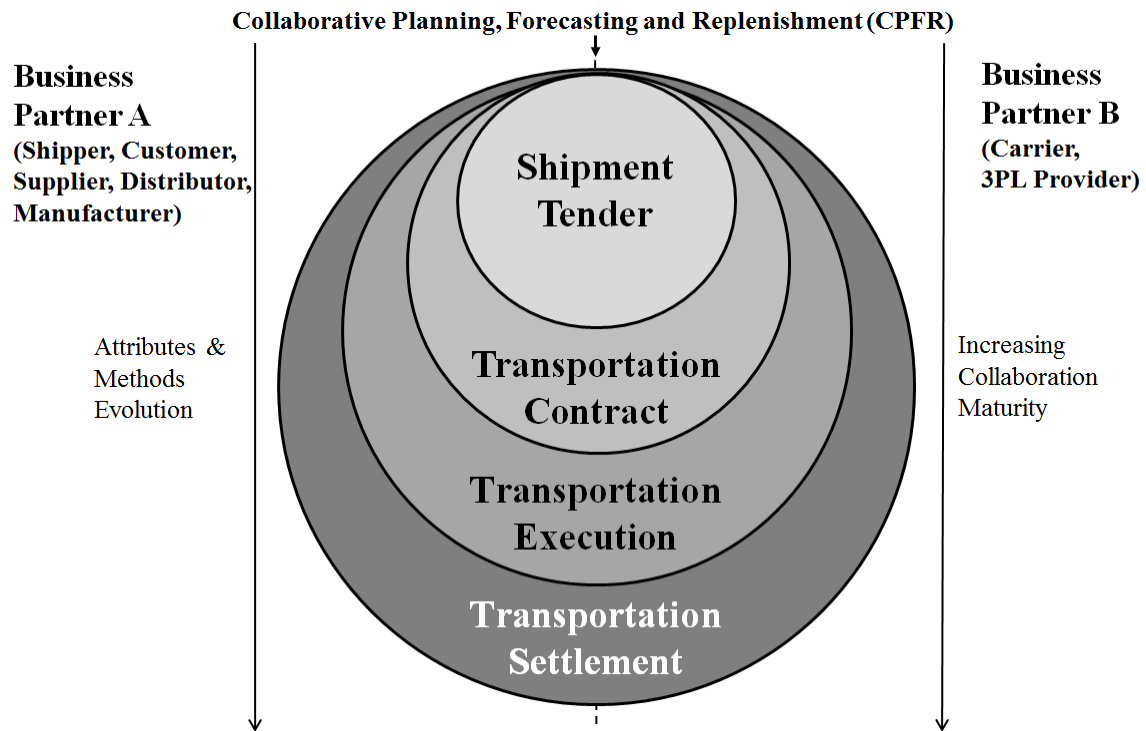 Collaborative Planning, Forecasting and Replenishment (CPFR)
Business
Partner A
(Shipper, Customer,
Supplier, Distributor,
Manufacturer)
Business
Partner B
(Carrier,
3PL Provider)
Shipment
Tender
Attributes &
Methods
Evolution
Increasing
Collaboration
Maturity
Transportation
Contract
Transportation
Execution
Transportation
Settlement